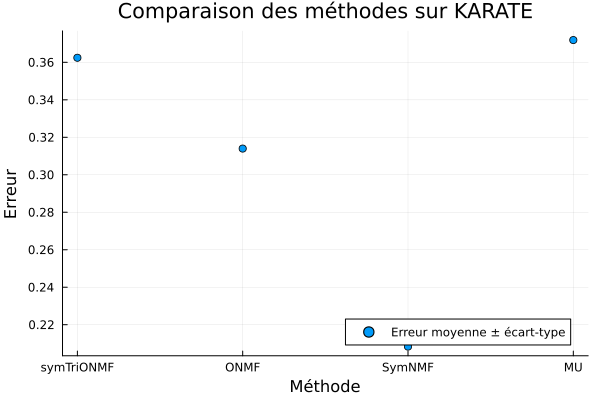 Comparaison des méthodes sur KARATE
Erreur
0.36
0.34
0.32
0.30
0.28
0.26
0.24
0.22
Erreur moyenne ± écart-type
symTriONMF
ONMF
SymNMF
MU
Méthode